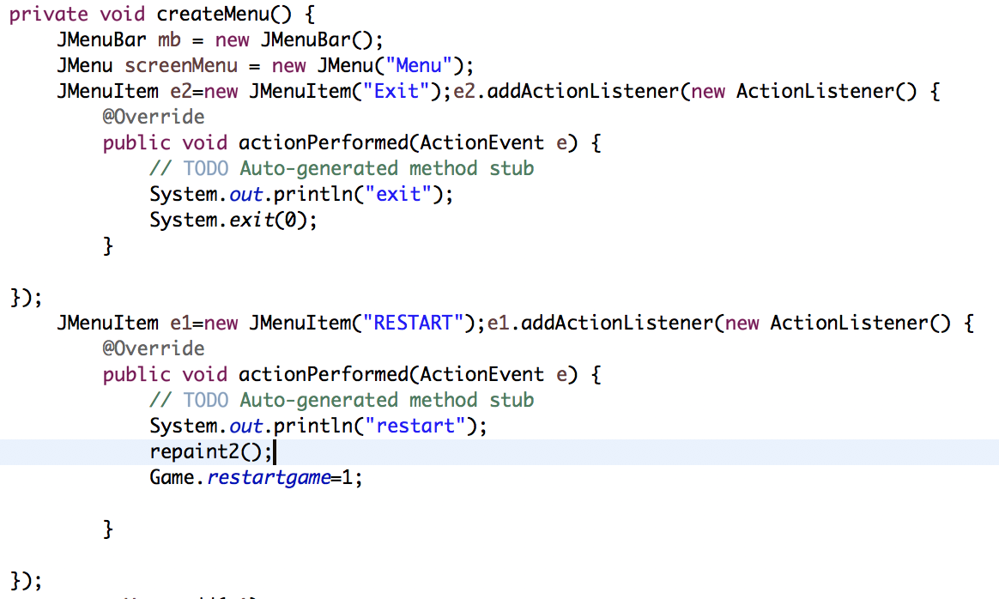 private void createMenu() {
JMenuBar mb = new JMenuBar();
JMenu screenMenu = new JMenu("Menu");
JMenuItem e2=new JMenuItem("Exit");e2.addActionListener(new ActionListener() {
@Override
public void actionPerformed(ActionEvent e) {
// TODO Auto-generated method stub
System.out.println("exit");
System.exit(0);
}
});
JMenuItem e1=new JMenuItem("RESTART");e1.addActionListener(new ActionListener() {
@Override
public void actionPerformed(ActionEvent e) {
// TODO Auto-generated method stub
System.out.println("restart");
repaint2();
Game.restartgame=1;
}
});